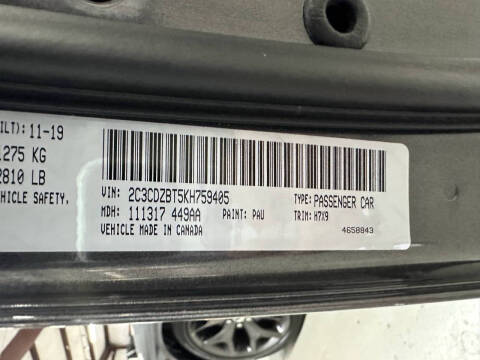 ILT): 11-19
1275 KG
2810 LB
VEHICLE SAFETY,
VIN: 2C3CDZBT5KH759405
TYPE: PASSENGER CAR
MDH: 111317 449AA
PAINT: PAU
TRIM: H7X9
VEHICLE MADE IN CANADA
4658843